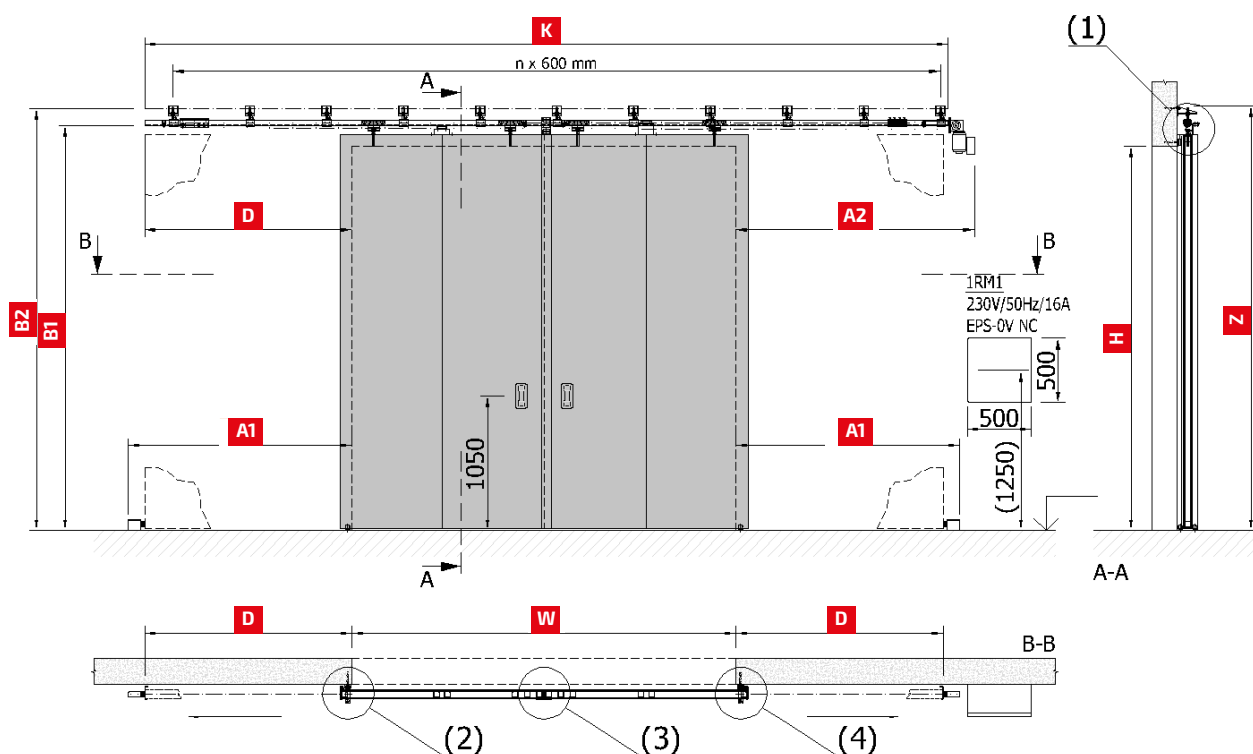 K
(1)
n x 600 mm
A
D
A2
B
B
1RM1
230V/50Hz/16A
EPS-0V NC
B2
B1
H
Z
500
500
A1
A1
1050
(1250)
A
A-A
D
W
D
B-B
(2)
(3)
(4)